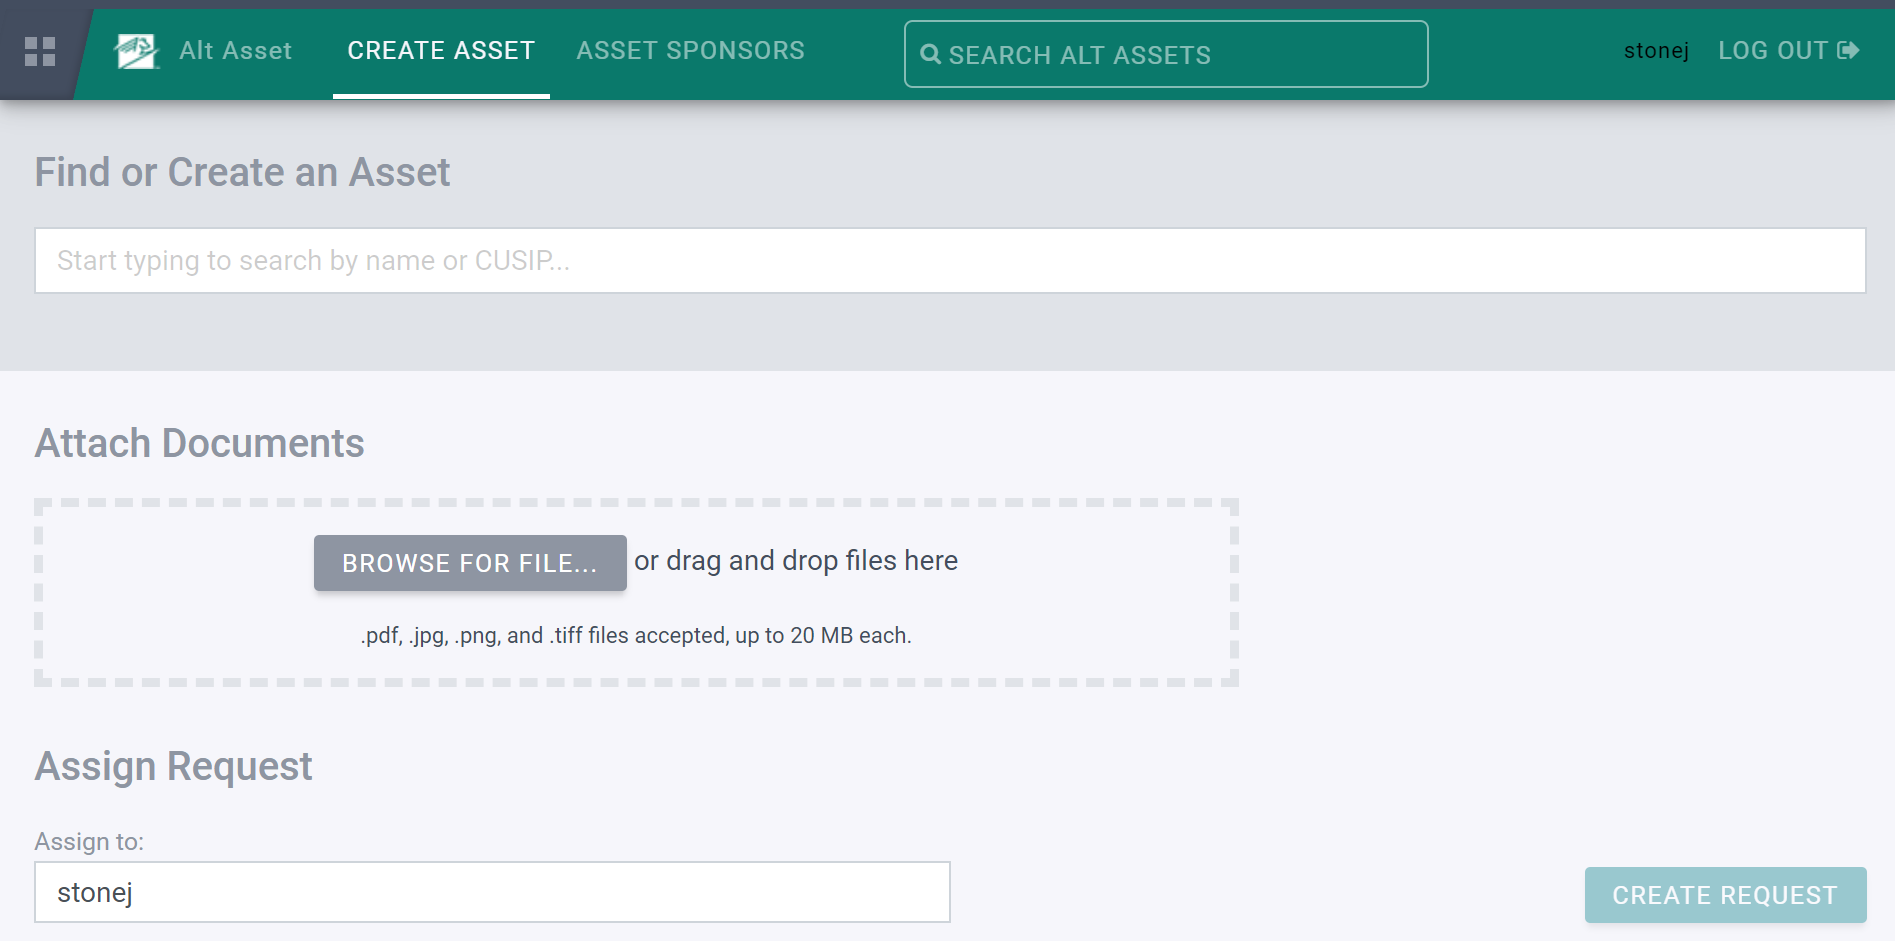 Alt Asset CREATE ASSET ASSET SPONSORS SEARCH ALT ASSETS stonej LOG OUT
Find or Create an Asset
Start typing to search by name or CUSIP...
Attach Documents
BROWSE FOR FILE... or drag and drop files here
.pdf, .jpg, .png, and .tiff files accepted, up to 20 MB each.
Assign Request
Assign to:
stonej
CREATE REQUEST